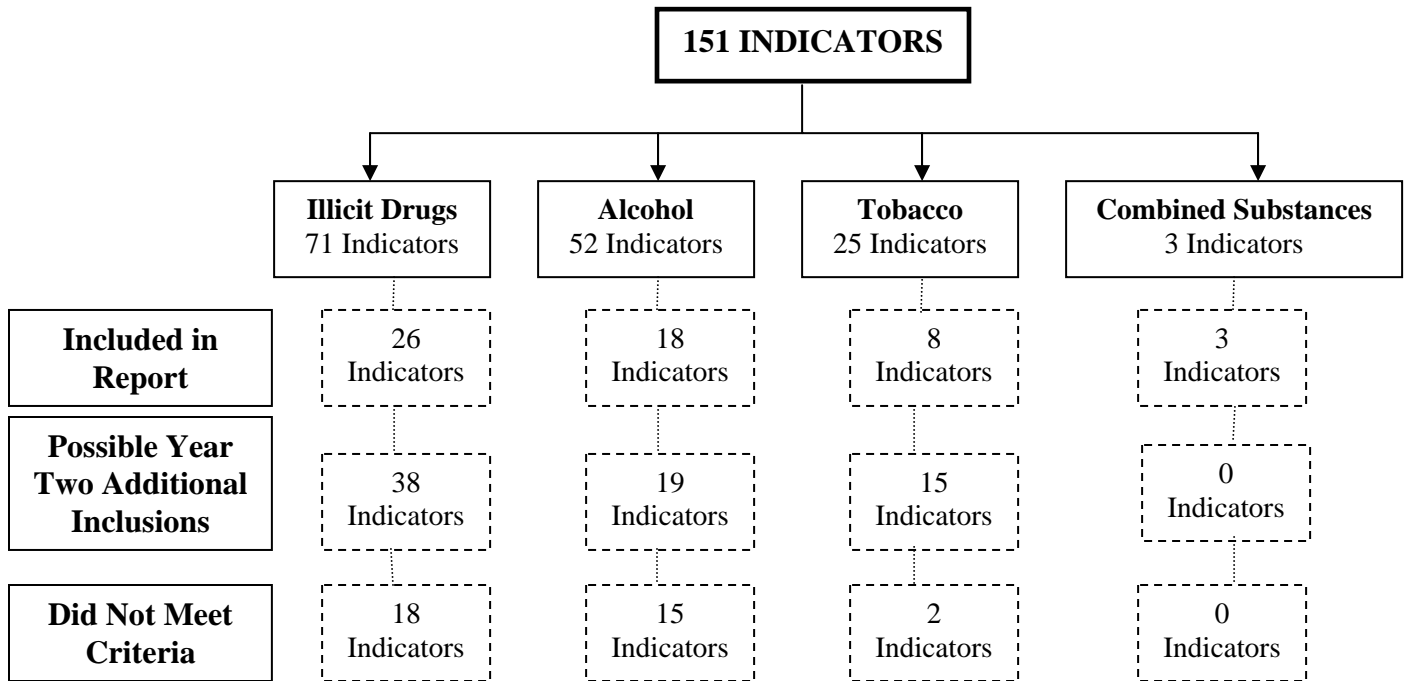 151 INDICATORS
Illicit Drugs
71 Indicators
Alcohol
52 Indicators
Tobacco
25 Indicators
Combined Substances
3 Indicators
Included in
Report
26
Indicators
18
Indicators
8
Indicators
3
Indicators
Possible Year
Two Additional
Inclusions
38
Indicators
19
Indicators
15
Indicators
0
Indicators
Did Not Meet
Criteria
18
Indicators
15
Indicators
2
Indicators
0
Indicators